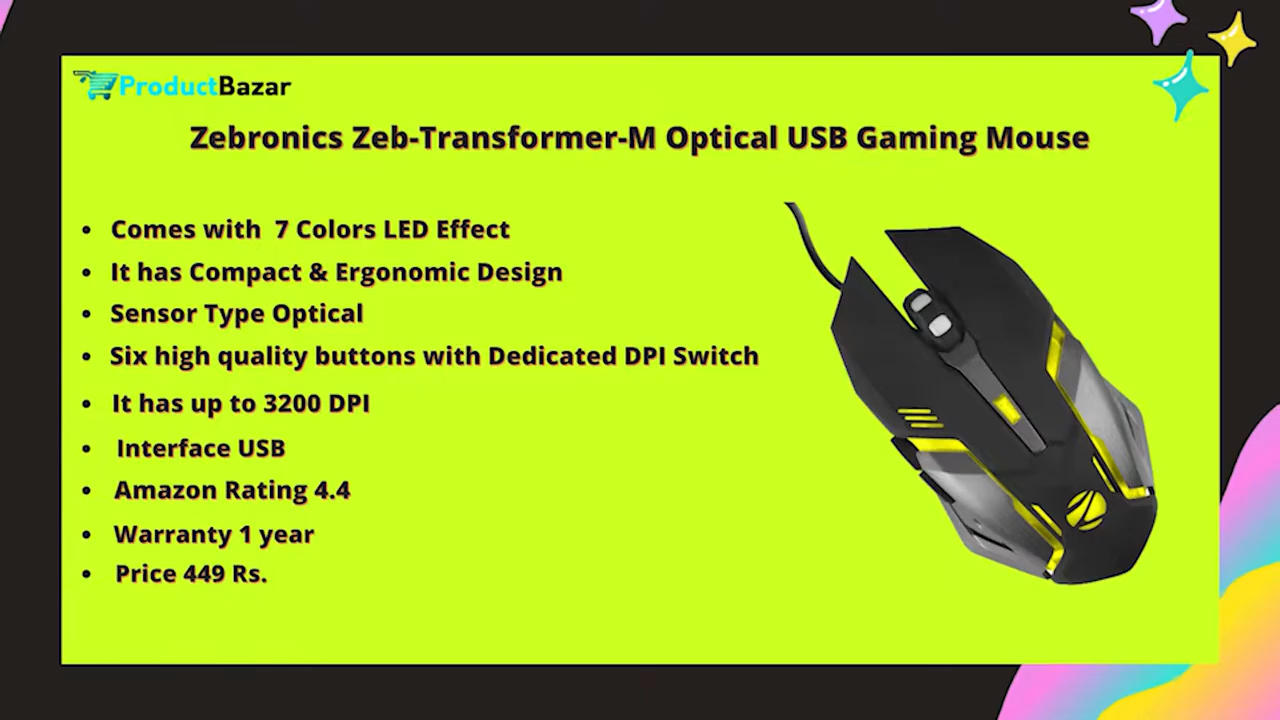 ProductBazar
Zebronics Zeb-Transformer-M Optical USB Gaming Mouse
• Comes with 7 Colors LED Effect
• It has Compact & Ergonomic Design
• Sensor Type Optical
• Six high quality buttons with Dedicated DPI Switch
• It has up to 3200 DPI
• Interface USB
• Amazon Rating 4.4
• Warranty 1 year
• Price 449 Rs.